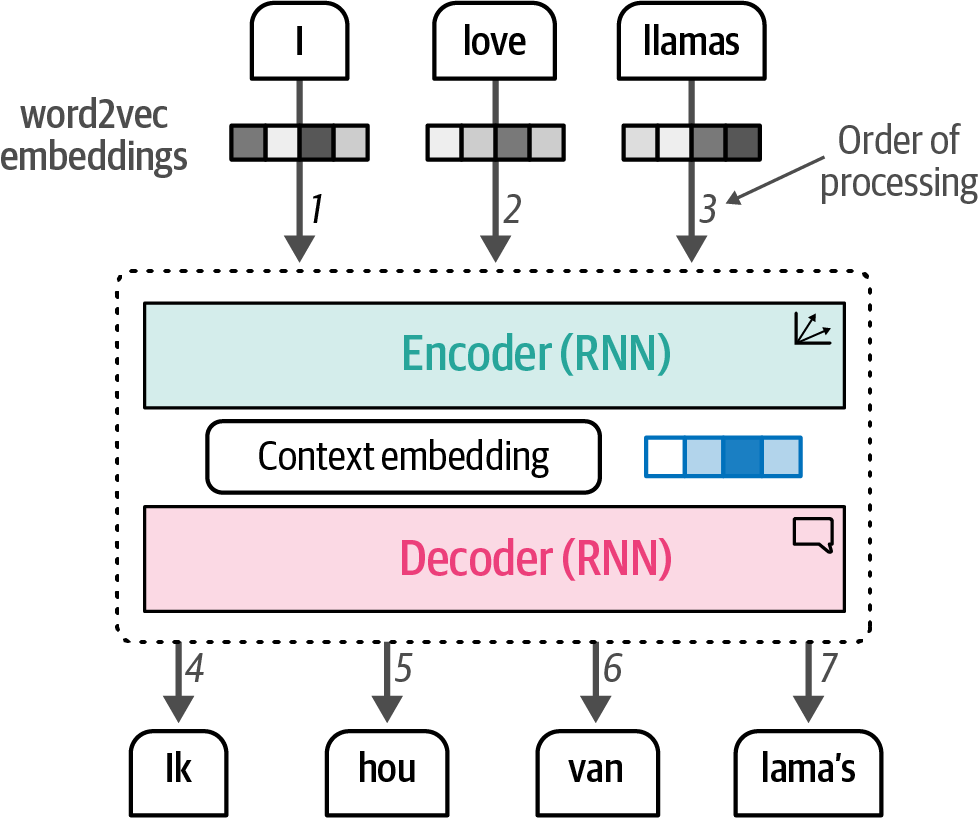 I
love
llamas
word2vec
embeddings
Order of
processing
1
2
3
Encoder (RNN)
Context embedding
Decoder (RNN)
4
5
6
7
Ik
hou
van
lama's